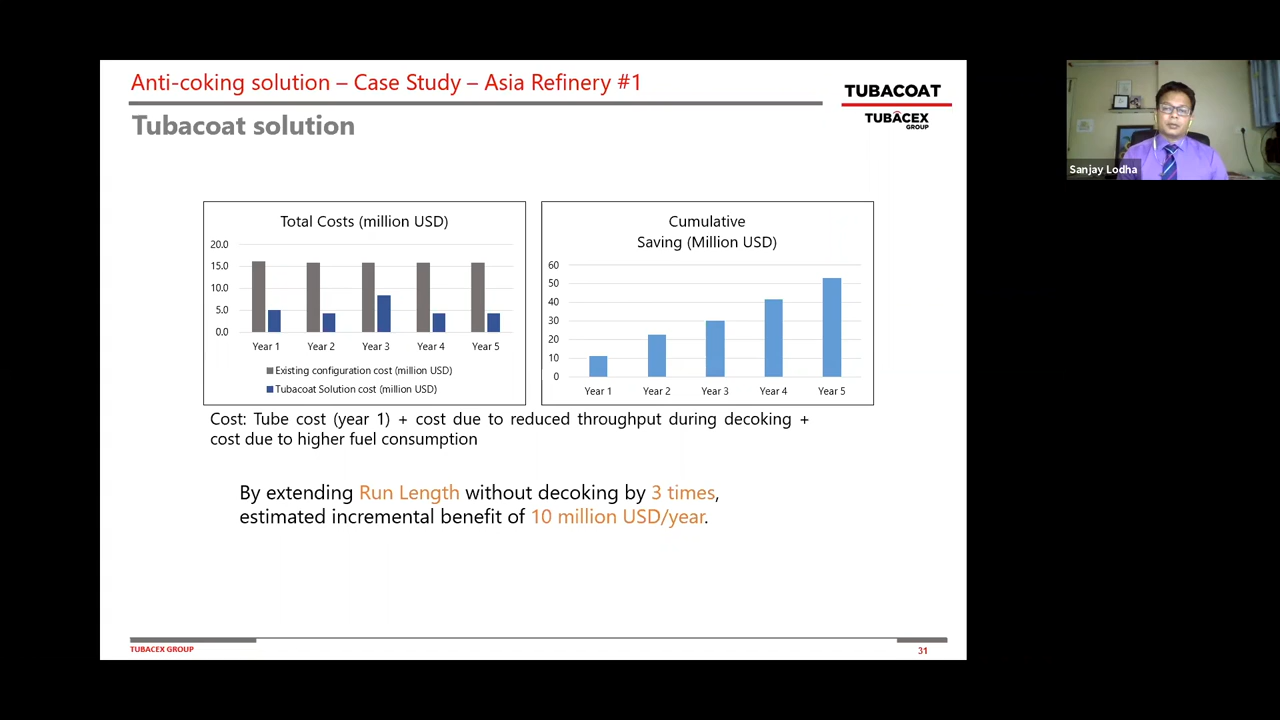 Anti-coking solution – Case Study – Asia Refinery #1
Tubacoat solution
TUBACOAT
TUBACEX
GROUP
Sanjay Lodha
Total Costs (million USD)
20.0
15.0
10.0
5.0
0.0
Year 1 Year 2 Year 3 Year 4 Year 5
Existing configuration cost (million USD)
Tubacoat Solution cost (million USD)
Cumulative
Saving (Million USD)
60
50
40
30
20
10
0
Year 1 Year 2 Year 3 Year 4 Year 5
Cost: Tube cost (year 1) + cost due to reduced throughput during decoking +
cost due to higher fuel consumption
By extending Run Length without decoking by 3 times,
estimated incremental benefit of 10 million USD/year.
TUBACEX GROUP
31